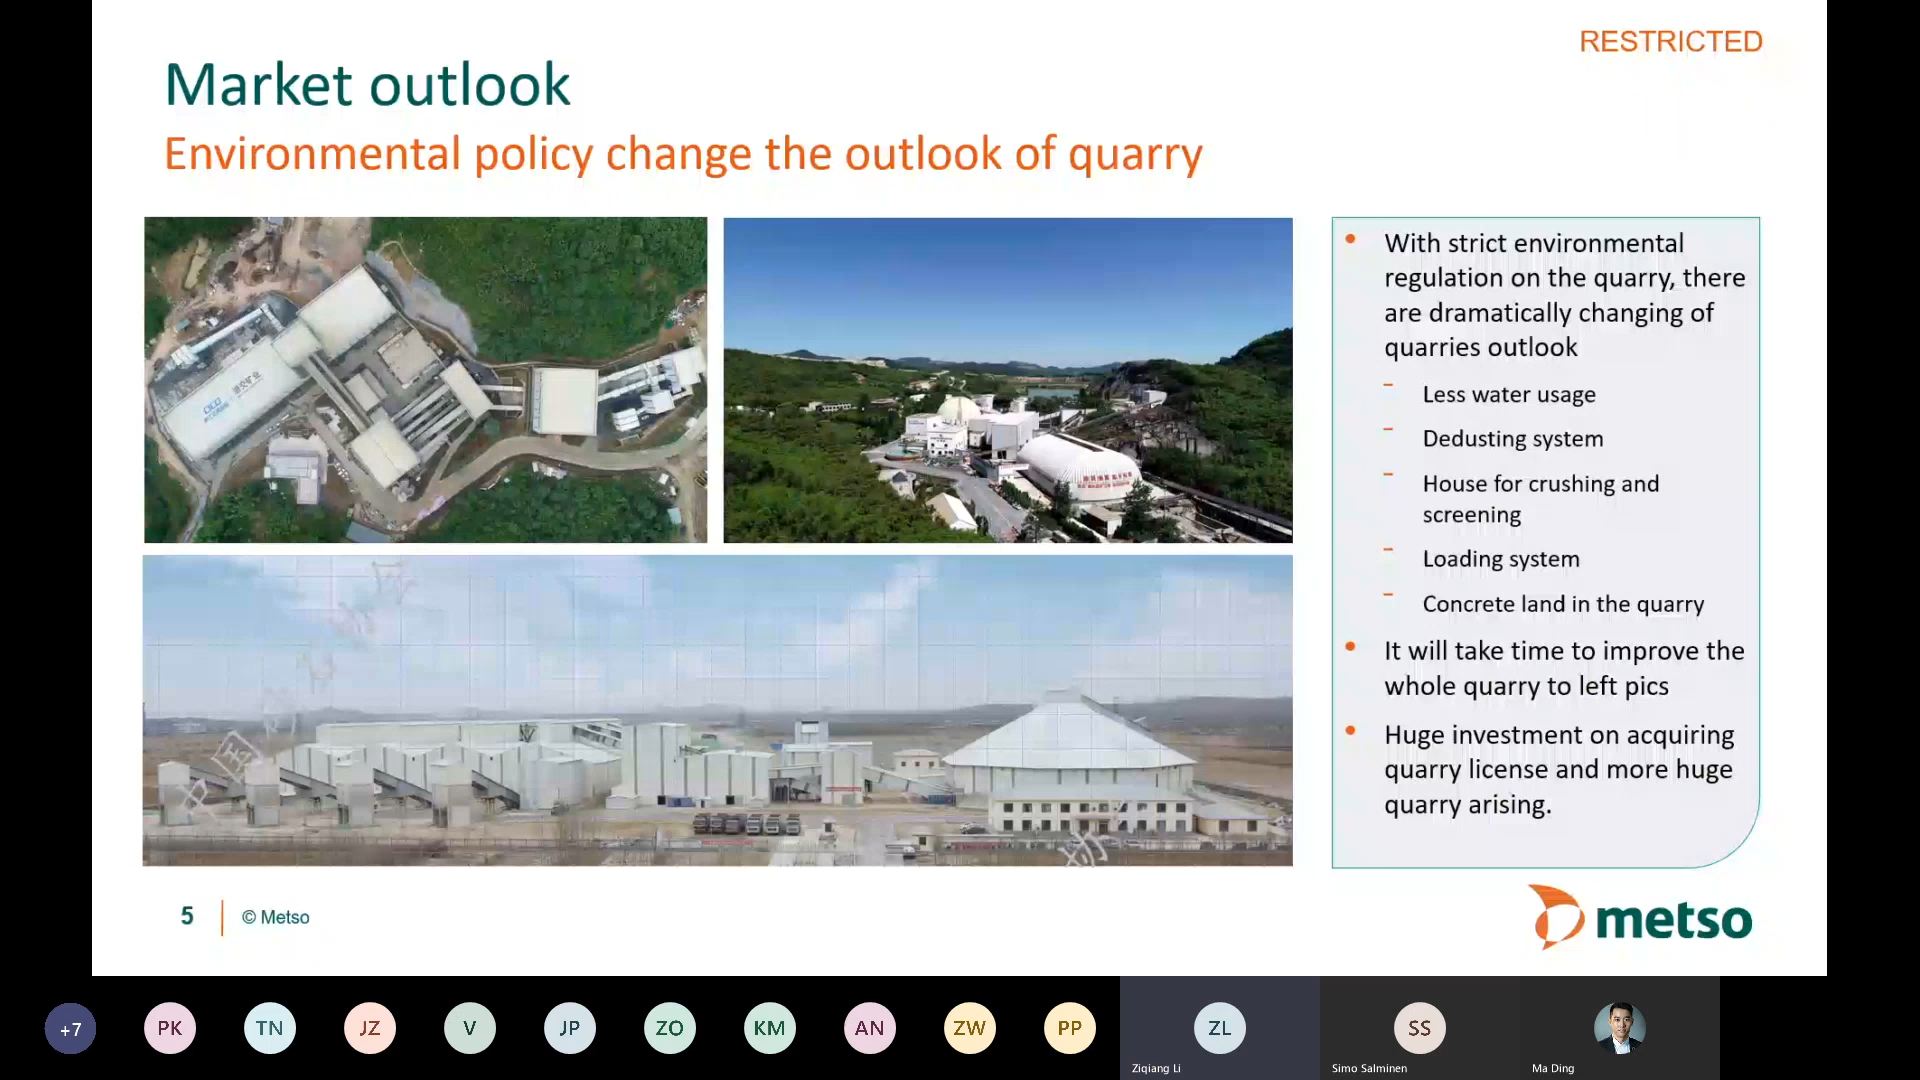 RESTRICTED
Market outlook
Environmental policy change the outlook of quarry
• With strict environmental
regulation on the quarry, there
are dramatically changing of
quarries outlook
- Less water usage
- Dedusting system
- House for crushing and
screening
- Loading system
- Concrete land in the quarry
• It will take time to improve the
whole quarry to left pics
• Huge investment on acquiring
quarry license and more huge
quarry arising.
5
© Metso
metso
+7
PK
TN
JZ
V
JP
ZO
KM
AN
ZW
PP
ZL
Ziqiang Li
SS
Simo Salminen
Ma Ding